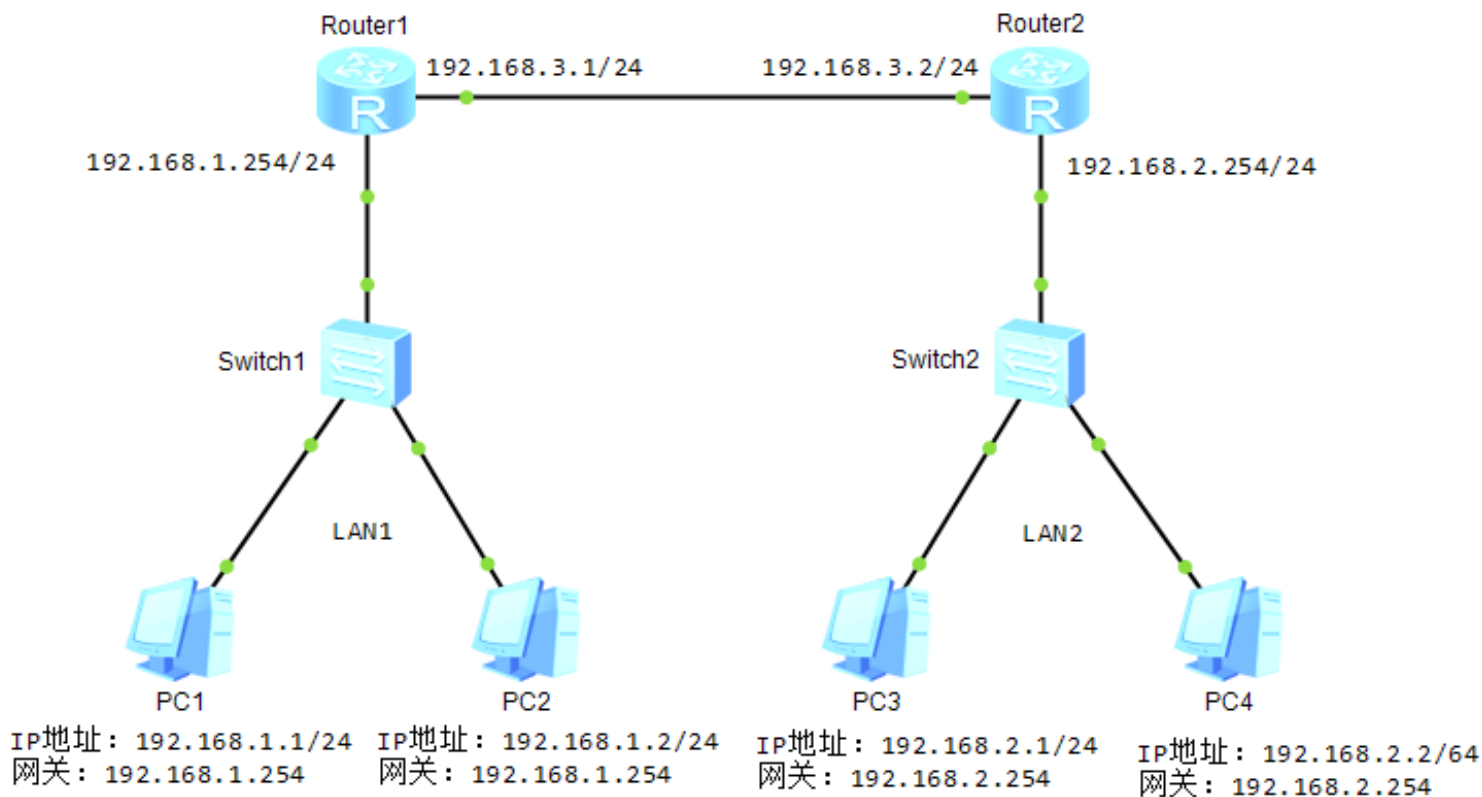 Router1
Router2
192.168.3.1/24
192.168.3.2/24
192.168.1.254/24
192.168.2.254/24
Switch1
Switch2
LAN1
LAN2
PC1
PC2
PC3
PC4
IP地址：192.168.1.1/24
网关：192.168.1.254
IP地址：192.168.1.2/24
网关：192.168.1.254
IP地址：192.168.2.1/24
网关：192.168.2.254
IP地址：192.168.2.2/64
网关：192.168.2.254
R
R